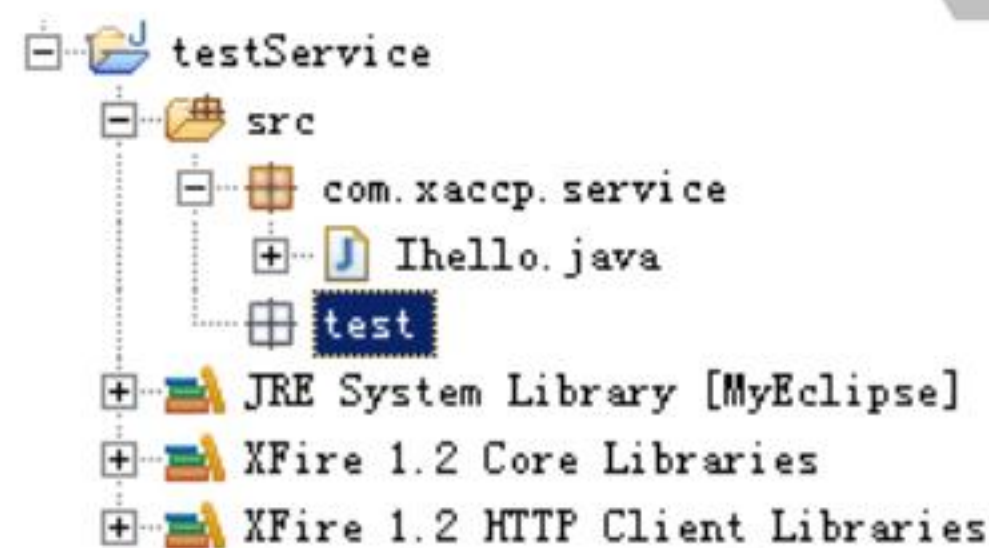 testService
src
com.xaccp.service
Ihello.java
test
JRE System Library [MyEclipse]
XFire 1.2 Core Libraries
XFire 1.2 HTTP Client Libraries